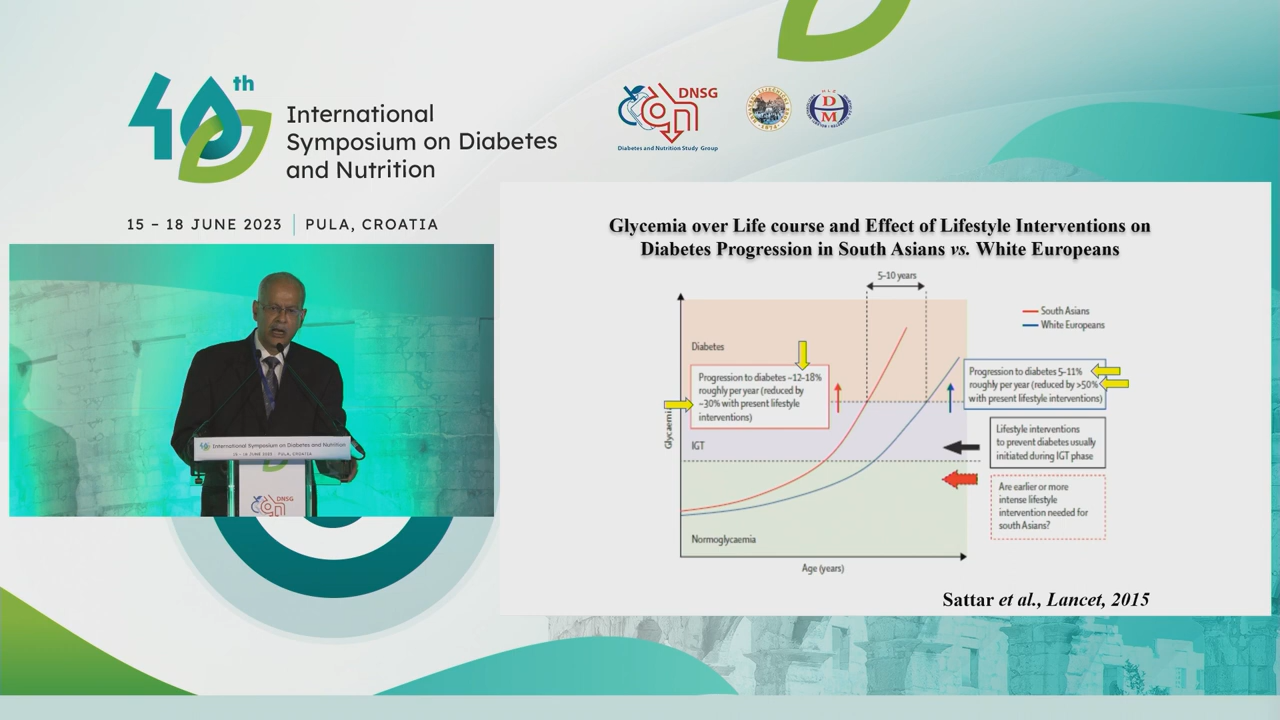 40th
International
Symposium on Diabetes
and Nutrition
15 – 18 JUNE 2023 | PULA, CROATIA
DNSG
Diabetes and Nutrition Study Group
DM
International Symposium on Diabetes and Nutrition
15 – 18 JUNE 2023 | PULA, CROATIA
DNSG
Glycemia over Life course and Effect of Lifestyle Interventions on
Diabetes Progression in South Asians vs. White Europeans
5–10 years
South Asians
White Europeans
Diabetes
Progression to diabetes ~12–18%
roughly per year (reduced by
~30% with present lifestyle
interventions)
Progression to diabetes 5–11%
roughly per year (reduced by >50%
with present lifestyle interventions)
Glycaemia
IGT
Lifestyle interventions
to prevent diabetes usually
initiated during IGT phase
Are earlier or more
intense lifestyle
intervention needed for
south Asians?
Normoglycaemia
Age (years)
Sattar et al., Lancet, 2015